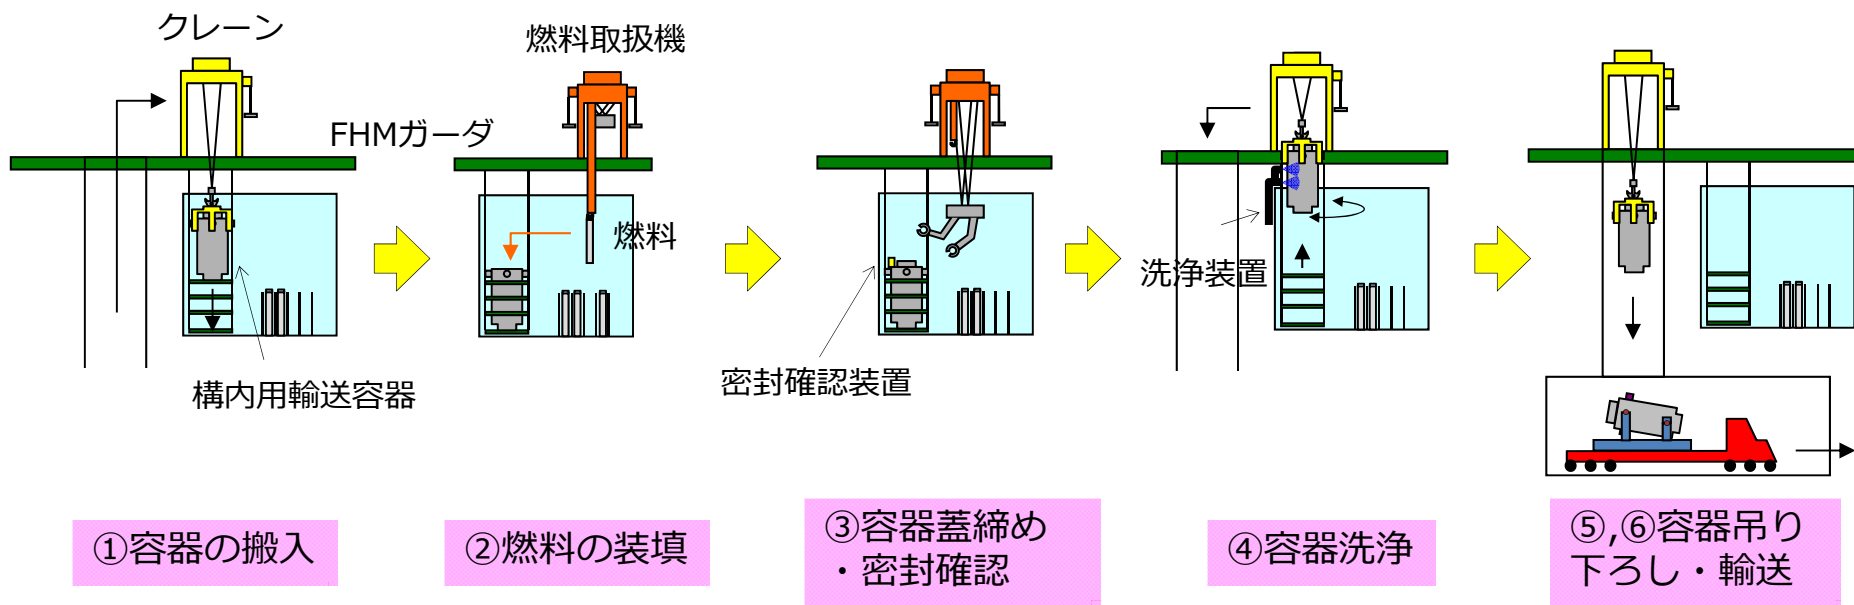 クレーン
燃料取扱機
FHMガーダ
燃料
洗浄装置
構内用輸送容器
密封確認装置
①容器の搬入
②燃料の装填
③容器蓋締め
・密封確認
④容器洗浄
⑤,⑥容器吊り
下ろし・輸送